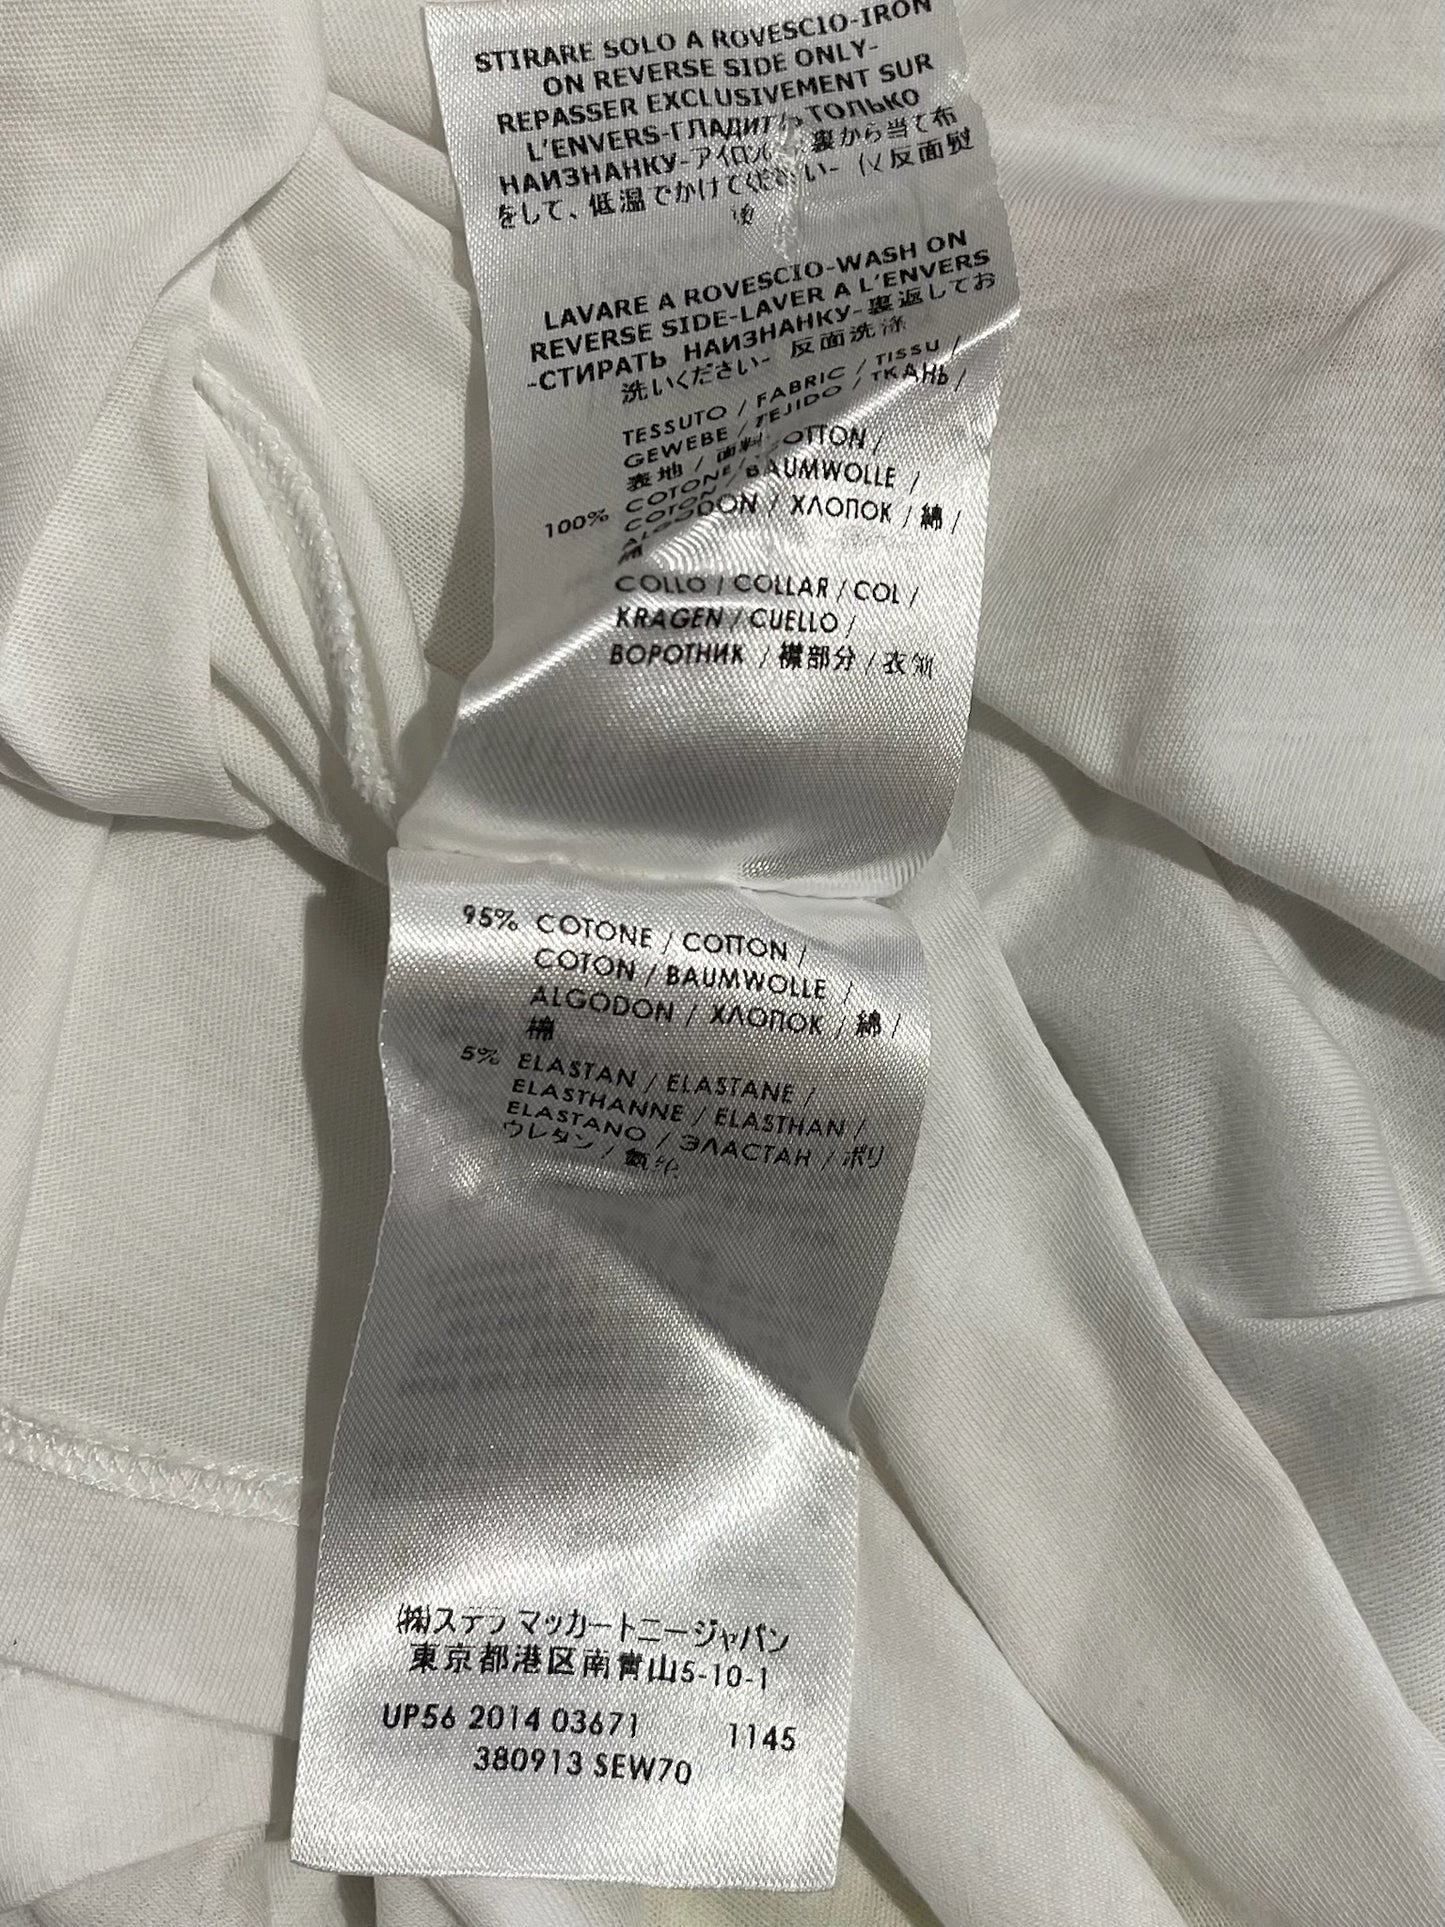 STIRARE SOLO A ROVESCIO-IRON
ON REVERSE SIDE ONLY-
REPASSER EXCLUSIVEMENT SUR
L'ENVERS-ГЛАДИТЬ ТОЛЬКО
НАИЗНАНКУ-アイロンは裏から当て布
をして、低温でかけてください- 仅反面熨
烫
LAVARE A ROVESCIO-WASH ON
REVERSE SIDE-LAVER A L'ENVERS
-СТИРАТЬ НАИЗНАНКУ-裏返してお
洗いください- 反面洗涤
TESSUTO / FABRIC / TISSU /
GEWEBE / TEJIDO / ТКАНЬ /
表地 / 面料
100% COTONE / COTTON /
COTON / BAUMWOLLE /
ALGODON / ХЛОПОК / 綿 /
棉
COLLO / COLLAR / COL /
KRAGEN / CUELLO /
ВОРОТНИК / 襟部分 / 衣领
95% COTONE / COTTON /
COTON / BAUMWOLLE /
ALGODON / ХЛОПОК / 綿 /
棉
5% ELASTAN / ELASTANE /
ELASTHANNE / ELASTHAN /
ELASTANO / ЭЛАСТАН / ポリ
ウレタン / 氨纶
(株)ステラ マッカートニージャパン
東京都港区南青山5-10-1
UP56 2014 03671 1145
380913 SEW70